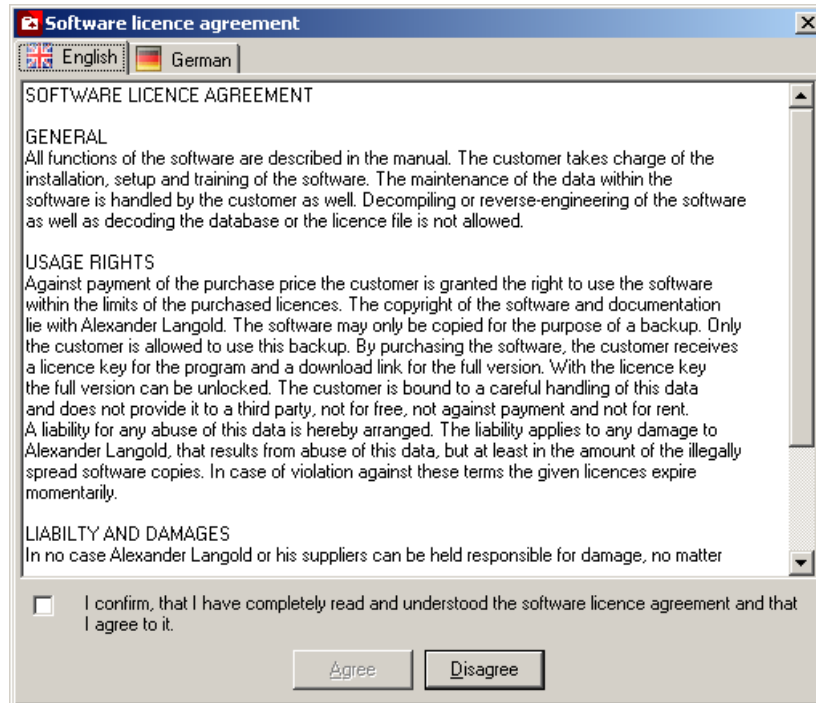 Software licence agreement
English German
SOFTWARE LICENCE AGREEMENT
GENERAL
All functions of the software are described in the manual. The customer takes charge of the
installation, setup and training of the software. The maintenance of the data within the
software is handled by the customer as well. Decompiling or reverse-engineering of the software
as well as decoding the database or the licence file is not allowed.
USAGE RIGHTS
Against payment of the purchase price the customer is granted the right to use the software
within the limits of the purchased licences. The copyright of the software and documentation
lie with Alexander Langold. The software may only be copied for the purpose of a backup. Only
the customer is allowed to use this backup. By purchasing the software, the customer receives
a licence key for the program and a download link for the full version. With the licence key
the full version can be unlocked. The customer is bound to a careful handling of this data
and does not provide it to a third party, not for free, not against payment and not for rent.
A liability for any abuse of this data is hereby arranged. The liability applies to any damage to
Alexander Langold, that results from abuse of this data, but at least in the amount of the illegally
spread software copies. In case of violation against these terms the given licences expire
momentarily.
LIABILTY AND DAMAGES
In no case Alexander Langold or his suppliers can be held responsible for damage, no matter
I confirm, that I have completely read and understood the software licence agreement and that
I agree to it.
Agree Disagree